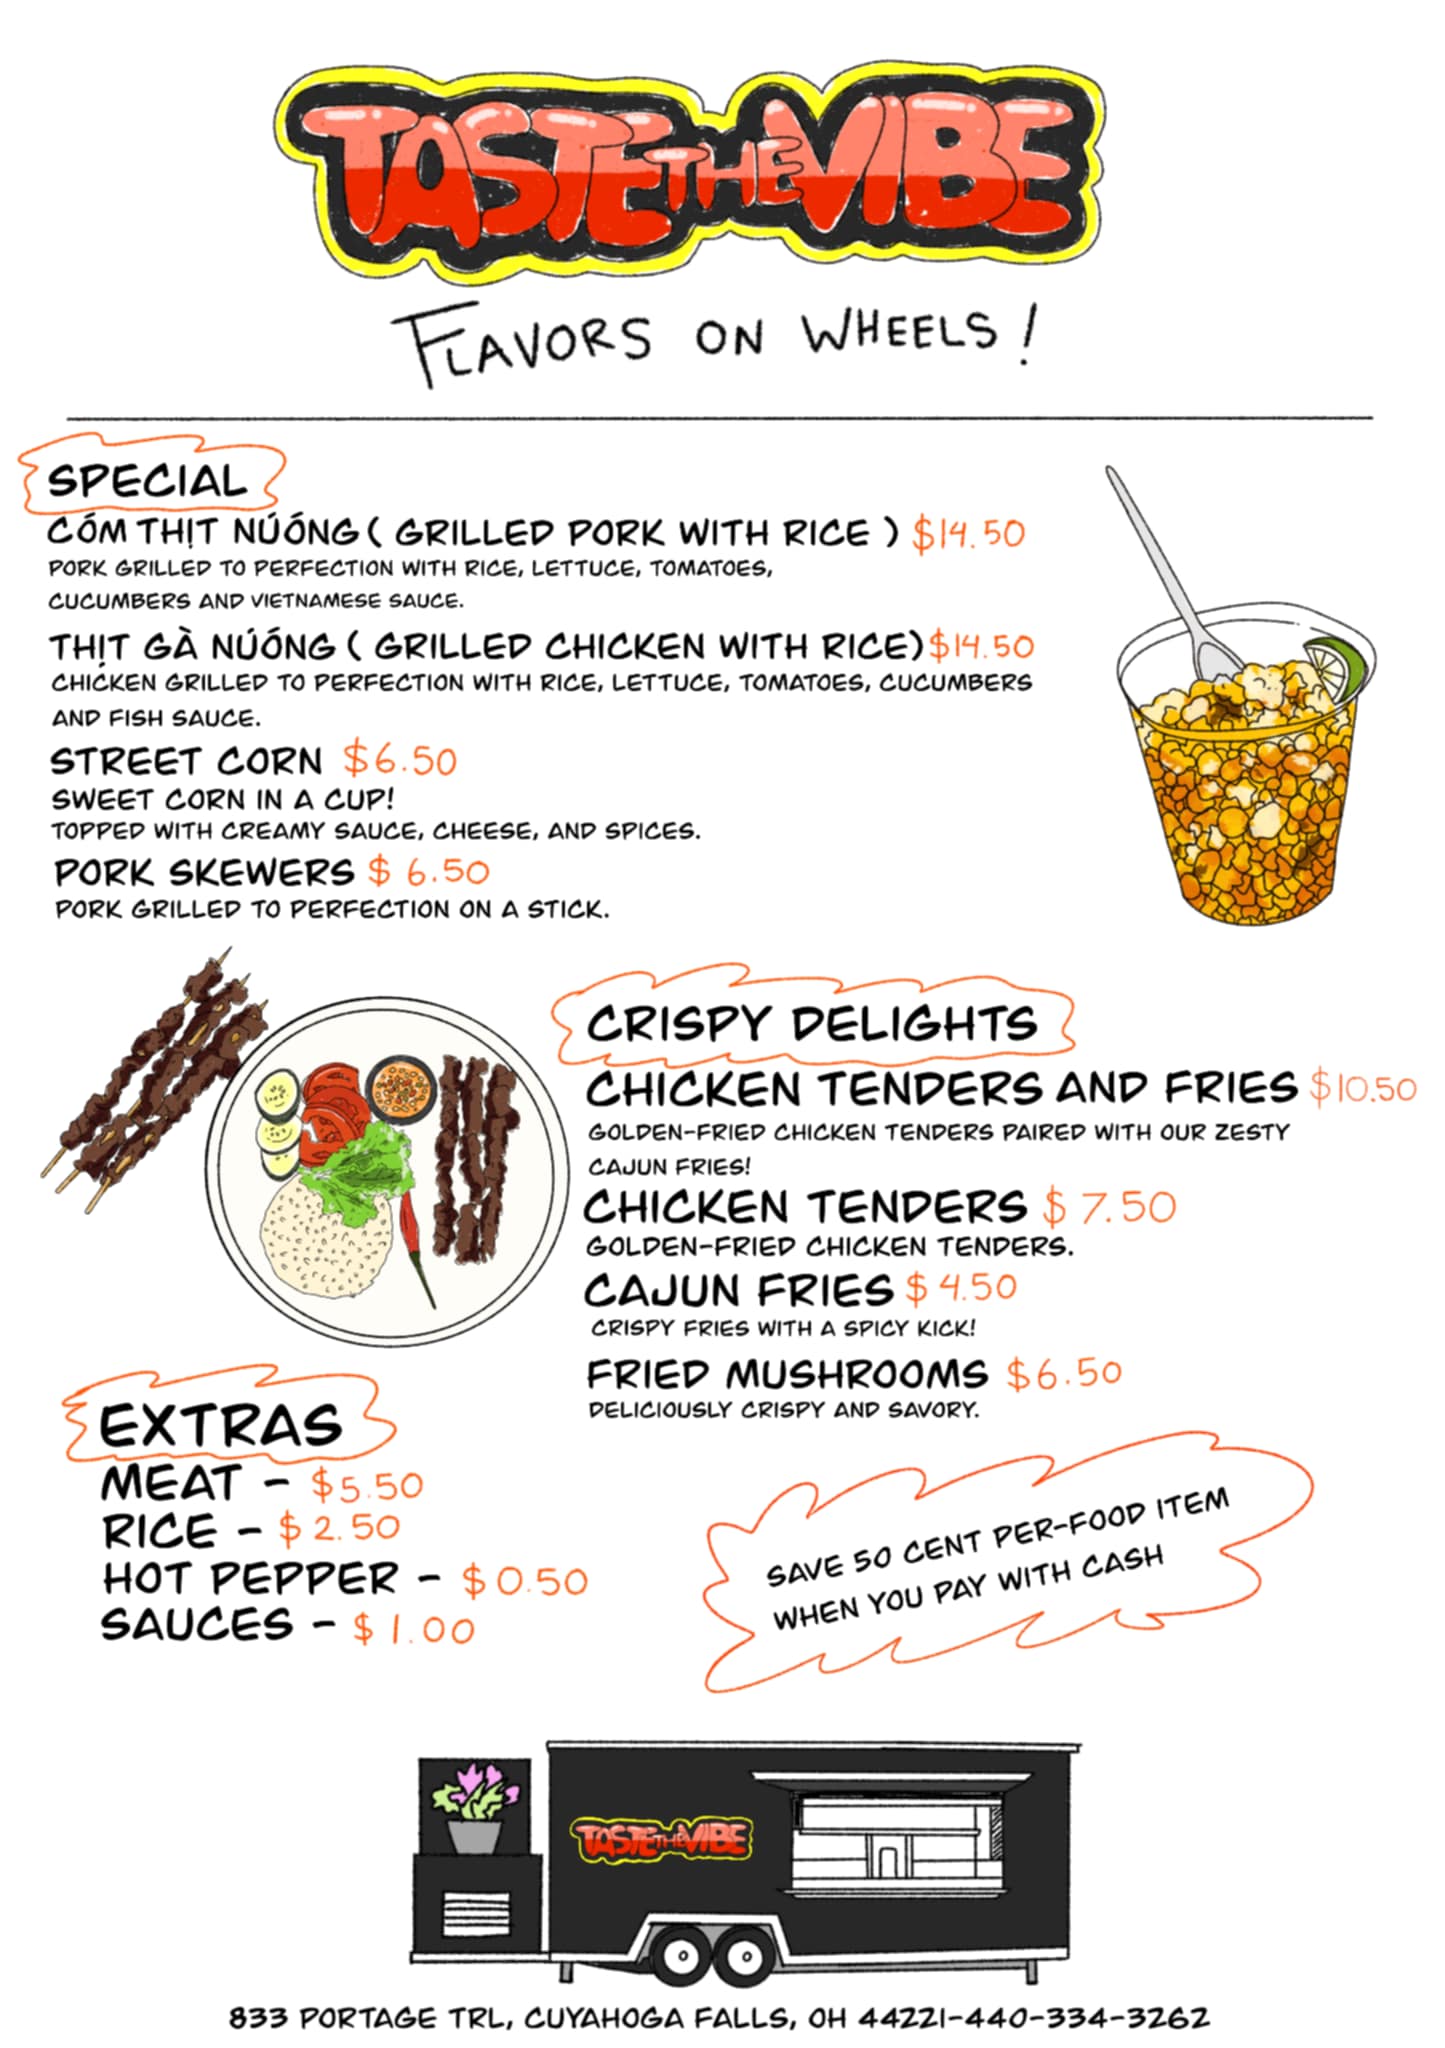 TASTE THE VIBE
FLAVORS ON WHEELS!
SPECIAL
CÓM THỊT NÚÓNG ( GRILLED PORK WITH RICE ) $14.50
PORK GRILLED TO PERFECTION WITH RICE, LETTUCE, TOMATOES,
CUCUMBERS AND VIETNAMESE SAUCE.
THỊT GÀ NÚÓNG ( GRILLED CHICKEN WITH RICE) $14.50
CHICKEN GRILLED TO PERFECTION WITH RICE, LETTUCE, TOMATOES, CUCUMBERS
AND FISH SAUCE.
STREET CORN $6.50
SWEET CORN IN A CUP!
TOPPED WITH CREAMY SAUCE, CHEESE, AND SPICES.
PORK SKEWERS $ 6.50
PORK GRILLED TO PERFECTION ON A STICK.
CRISPY DELIGHTS
CHICKEN TENDERS AND FRIES $10.50
GOLDEN-FRIED CHICKEN TENDERS PAIRED WITH OUR ZESTY
CAJUN FRIES!
CHICKEN TENDERS $ 7.50
GOLDEN-FRIED CHICKEN TENDERS.
CAJUN FRIES $ 4.50
CRISPY FRIES WITH A SPICY KICK!
FRIED MUSHROOMS $6.50
DELICIOUSLY CRISPY AND SAVORY.
EXTRAS
MEAT - $5.50
RICE - $ 2.50
HOT PEPPER - $0.50
SAUCES - $ 1.00
SAVE 50 CENT PER-FOOD ITEM
WHEN YOU PAY WITH CASH
TASTE THE VIBE
833 PORTAGE TRL, CUYAHOGA FALLS, OH 44221-440-334-3262